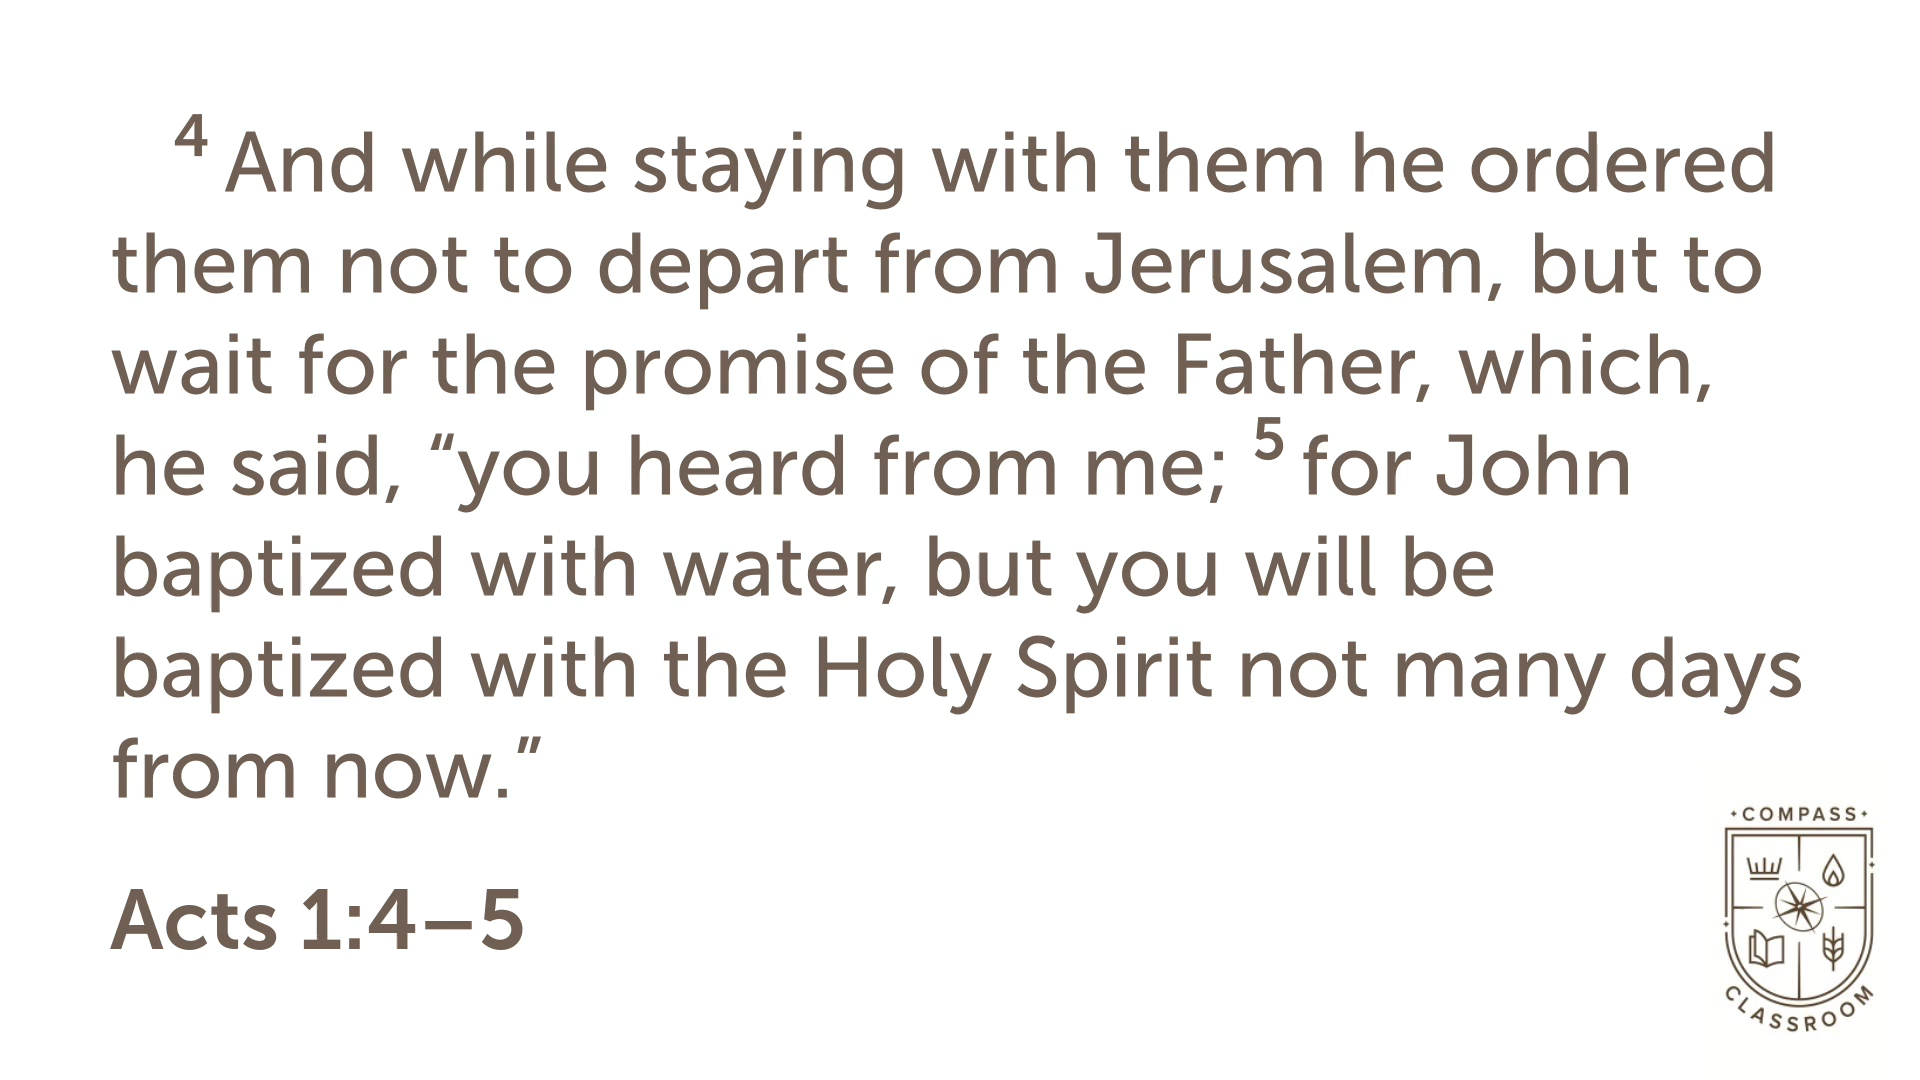 4 And while staying with them he ordered
them not to depart from Jerusalem, but to
wait for the promise of the Father, which,
he said, “you heard from me; 5 for John
baptized with water, but you will be
baptized with the Holy Spirit not many days
from now.”
Acts 1:4–5
COMPASS
CLASSROOM